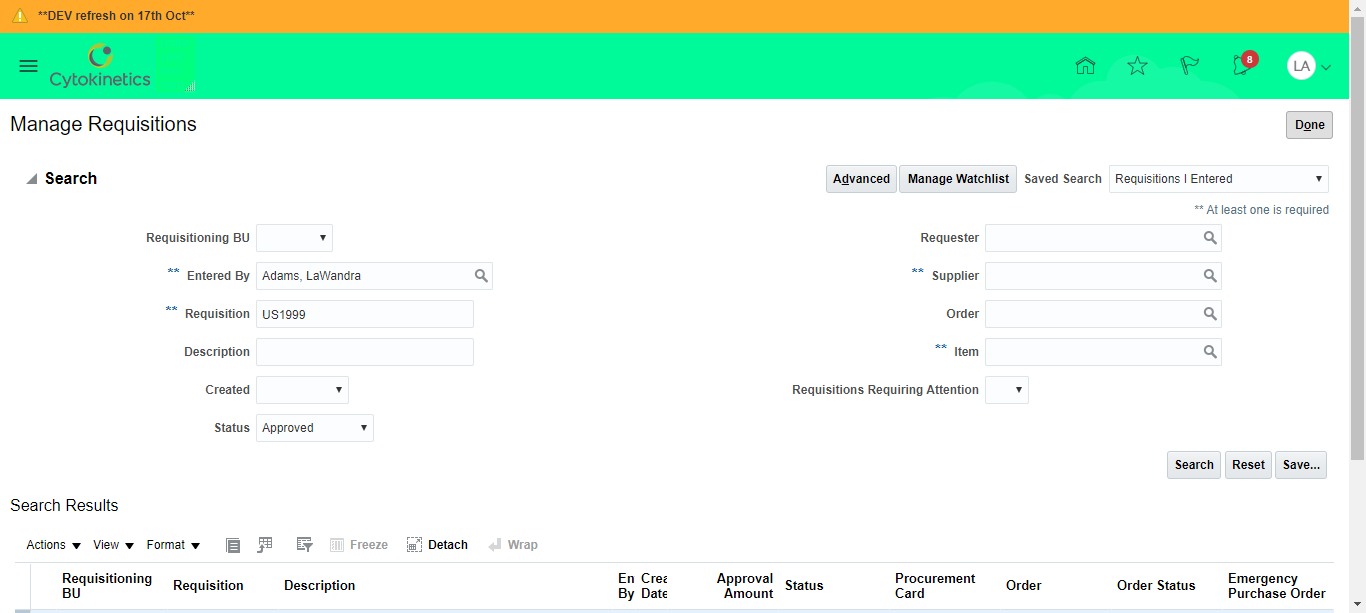 **DEV refresh on 17th Oct**
Cytokinetics
8
LA
Manage Requisitions
Done
Search
Advanced
Manage Watchlist
Saved Search
Requisitions I Entered
** At least one is required
Requisitioning BU
Requester
** Entered By
Adams, LaWandra
** Supplier
** Requisition
US1999
Order
Description
** Item
Created
Requisitions Requiring Attention
Status
Approved
Search
Reset
Save...
Search Results
Actions
View
Format
Freeze
Detach
Wrap
Requisitioning
BU
Requisition
Description
En
By
Crea
Date
Approval
Amount
Status
Procurement
Card
Order
Order Status
Emergency
Purchase Order